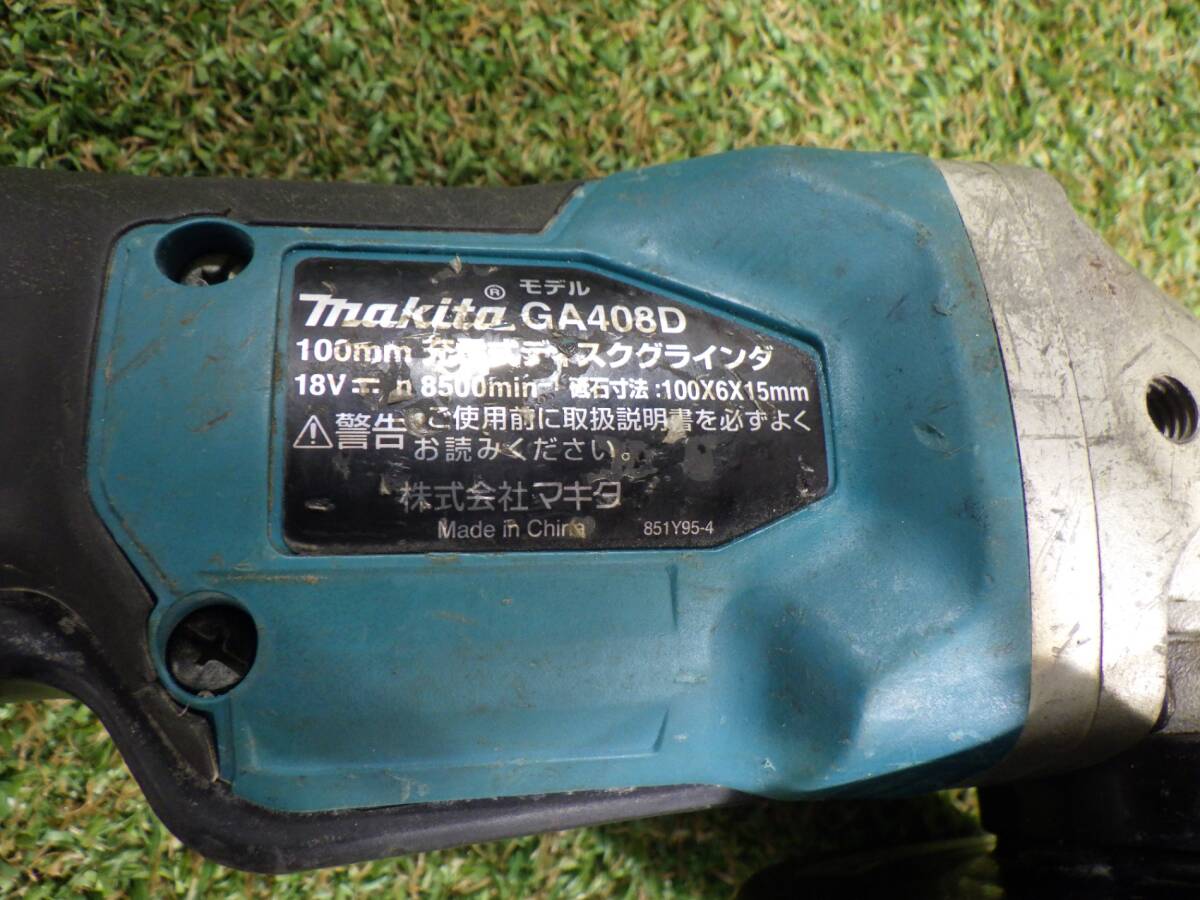 makita® モデル GA408D
100mm 充電式ディスクグラインダ
18V⎓ n 8500min⁻¹ 砥石寸法:100X6X15mm
⚠警告 ご使用前に取扱説明書を必ずよく
お読みください。
株式会社マキタ
Made in China 851Y95-4